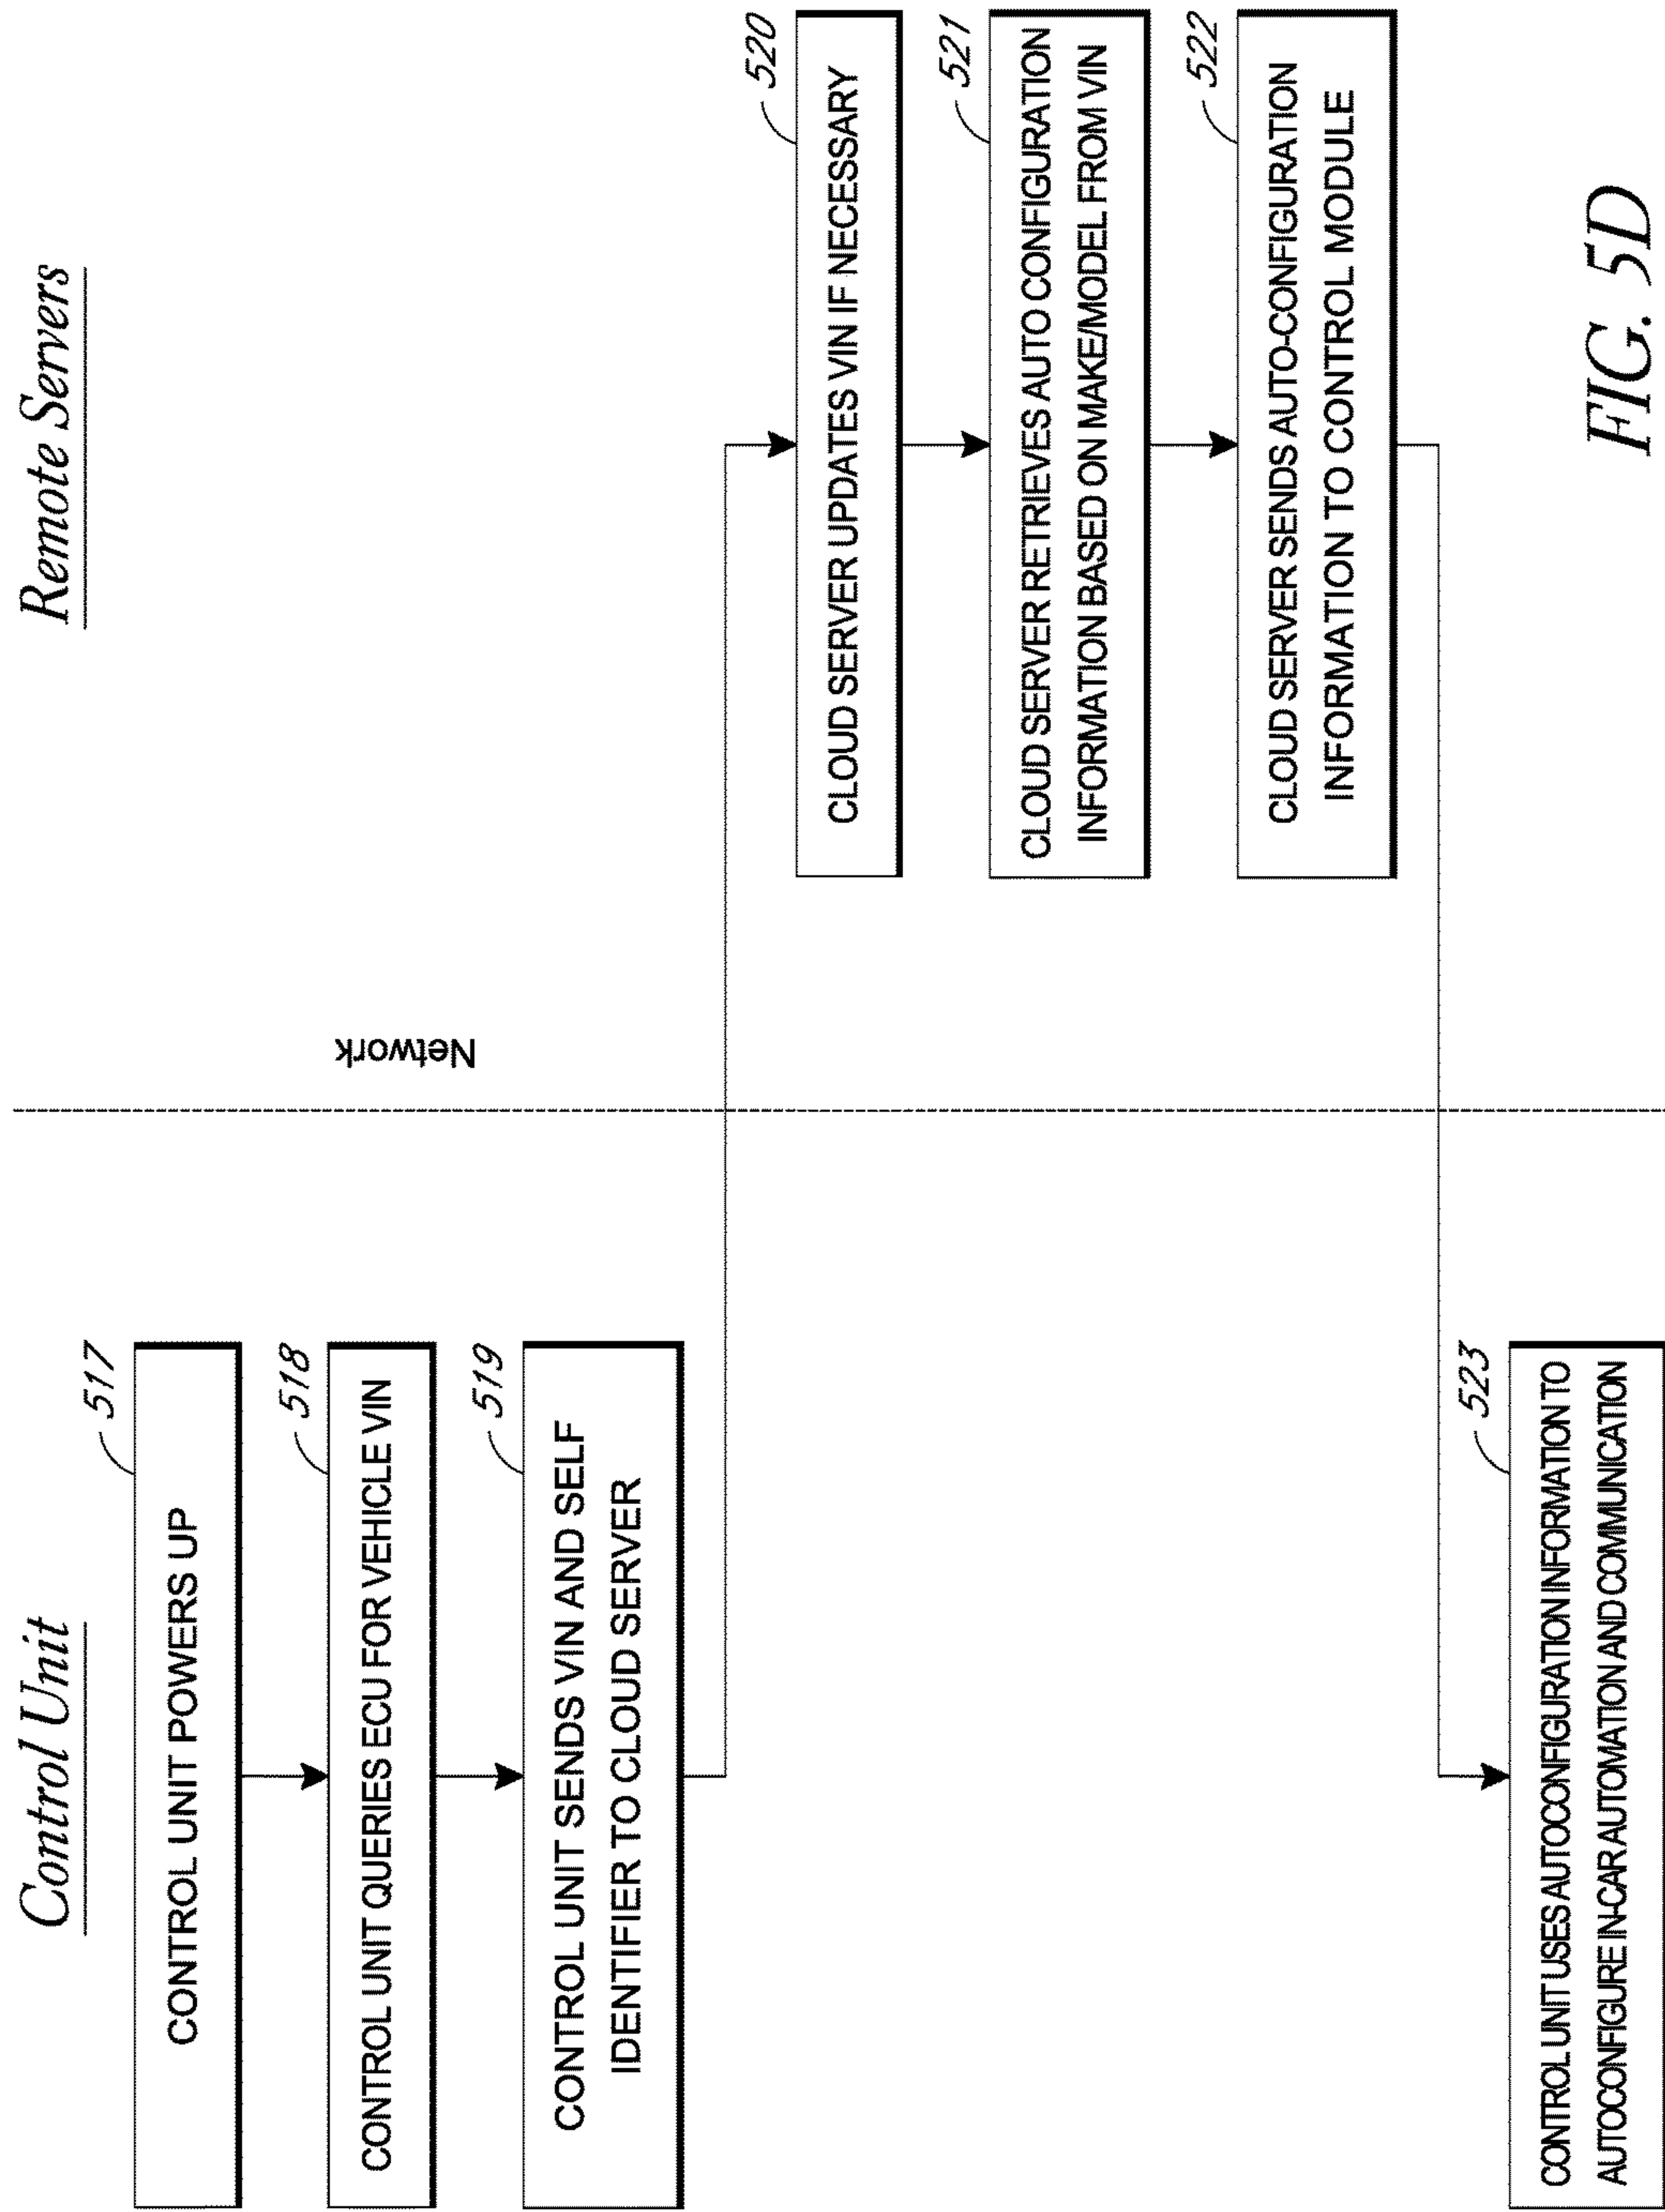 Control Unit
Remote Servers
Network
517
CONTROL UNIT POWERS UP
518
CONTROL UNIT QUERIES ECU FOR VEHICLE VIN
519
CONTROL UNIT SENDS VIN AND SELF
IDENTIFIER TO CLOUD SERVER
520
CLOUD SERVER UPDATES VIN IF NECESSARY
521
CLOUD SERVER RETRIEVES AUTO CONFIGURATION
INFORMATION BASED ON MAKE/MODEL FROM VIN
522
CLOUD SERVER SENDS AUTO-CONFIGURATION
INFORMATION TO CONTROL MODULE
523
CONTROL UNIT USES AUTOCONFIGURATION INFORMATION TO
AUTOCONFIGURE IN-CAR AUTOMATION AND COMMUNICATION
FIG. 5D